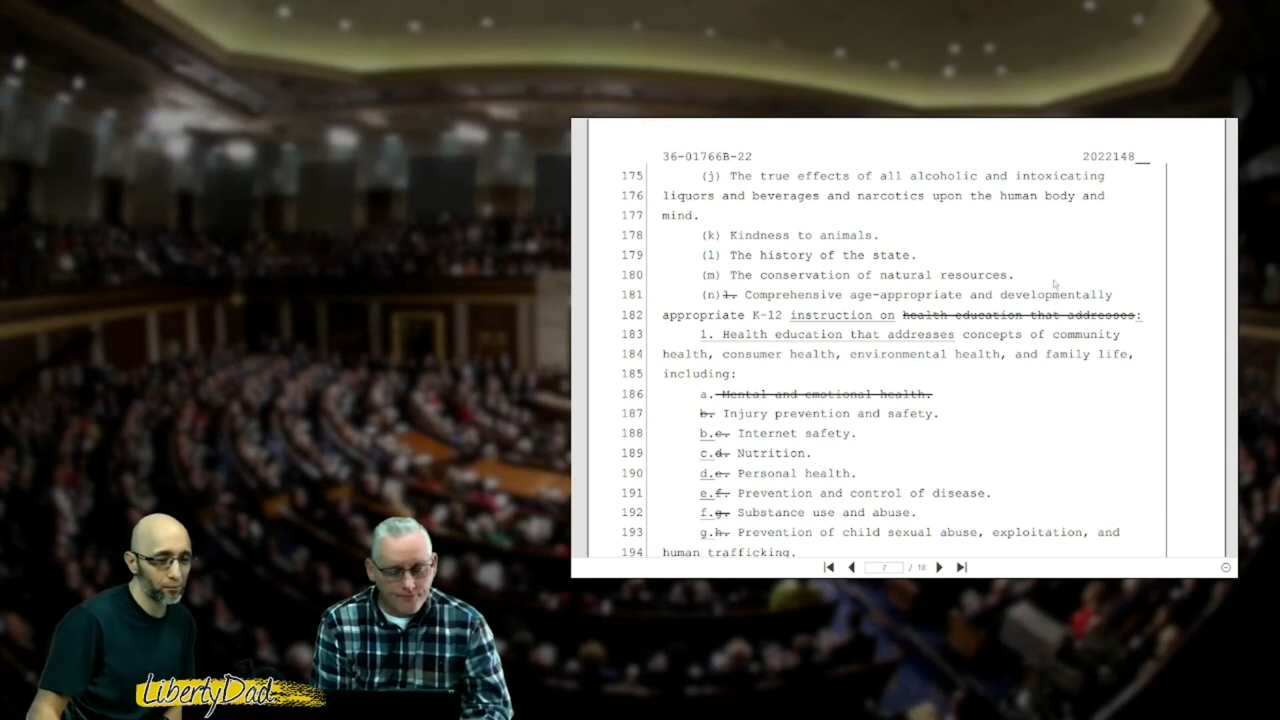 36-01766B-22 2022148__
175 (j) The true effects of all alcoholic and intoxicating
176 liquors and beverages and narcotics upon the human body and
177 mind.
178 (k) Kindness to animals.
179 (l) The history of the state.
180 (m) The conservation of natural resources.
181 (n)1. Comprehensive age-appropriate and developmentally
182 appropriate K-12 instruction on health education that addresses:
183 1. Health education that addresses concepts of community
184 health, consumer health, environmental health, and family life,
185 including:
186 a. Mental and emotional health.
187 b. Injury prevention and safety.
188 b.c. Internet safety.
189 c.d. Nutrition.
190 d.e. Personal health.
191 e.f. Prevention and control of disease.
192 f.g. Substance use and abuse.
193 g.h. Prevention of child sexual abuse, exploitation, and
194 human trafficking.
7 / 18
LibertyDad